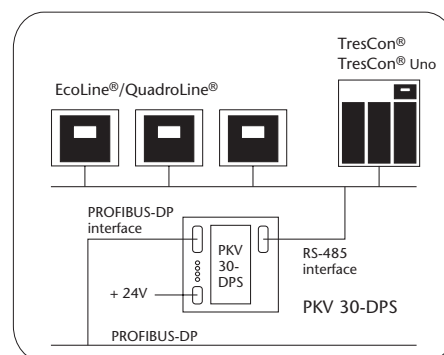 TresCon®
TresCon® Uno
EcoLine®/QuadroLine®
PROFIBUS-DP
interface
PKV
30-
DPS
RS-485
interface
+ 24V
PKV 30-DPS
PROFIBUS-DP